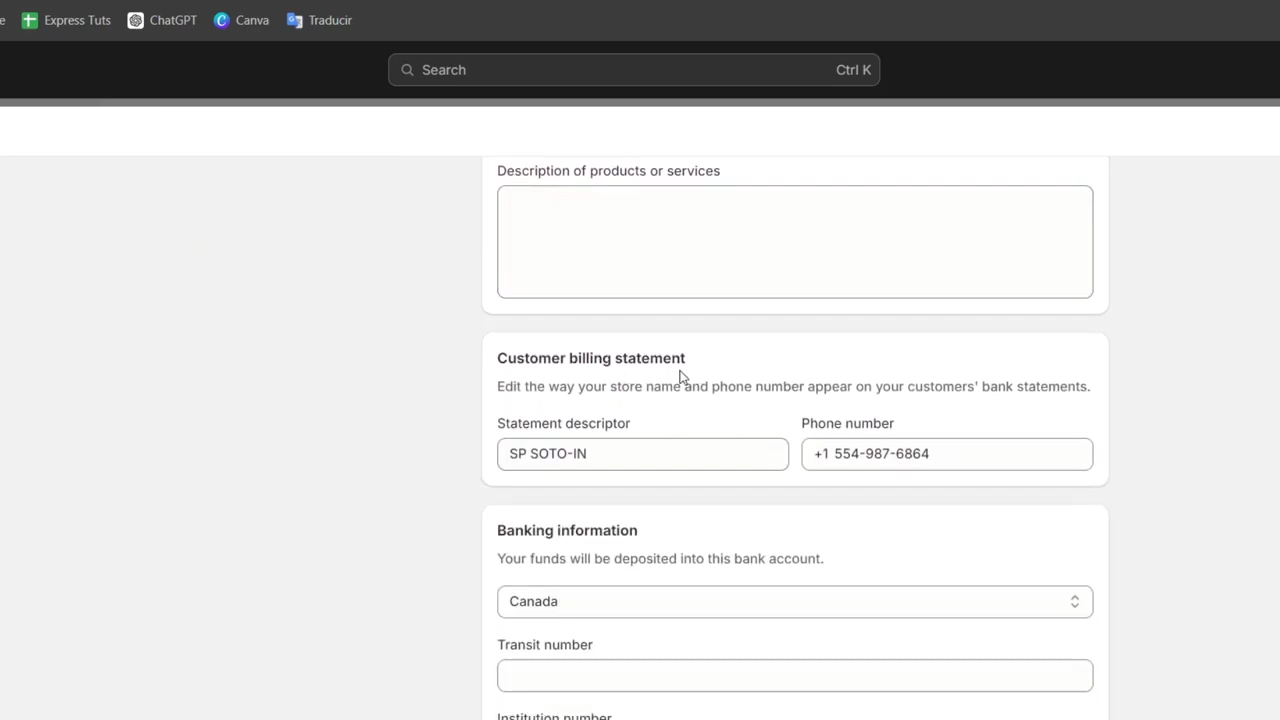 e Express Tuts ChatGPT Canva Traducir
Search Ctrl K
Description of products or services
Customer billing statement
Edit the way your store name and phone number appear on your customers' bank statements.
Statement descriptor Phone number
SP SOTO-IN +1 554-987-6864
Banking information
Your funds will be deposited into this bank account.
Canada
Transit number
Institution number